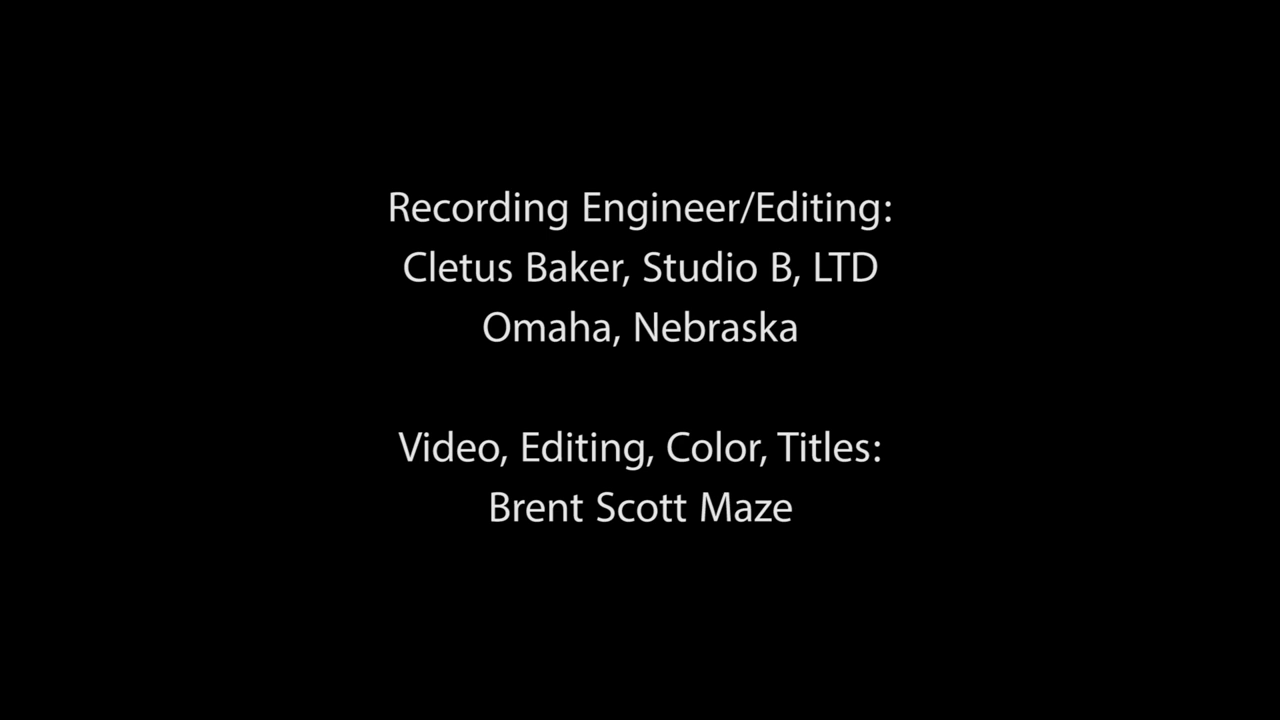 Recording Engineer/Editing:
Cletus Baker, Studio B, LTD
Omaha, Nebraska
Video, Editing, Color, Titles:
Brent Scott Maze